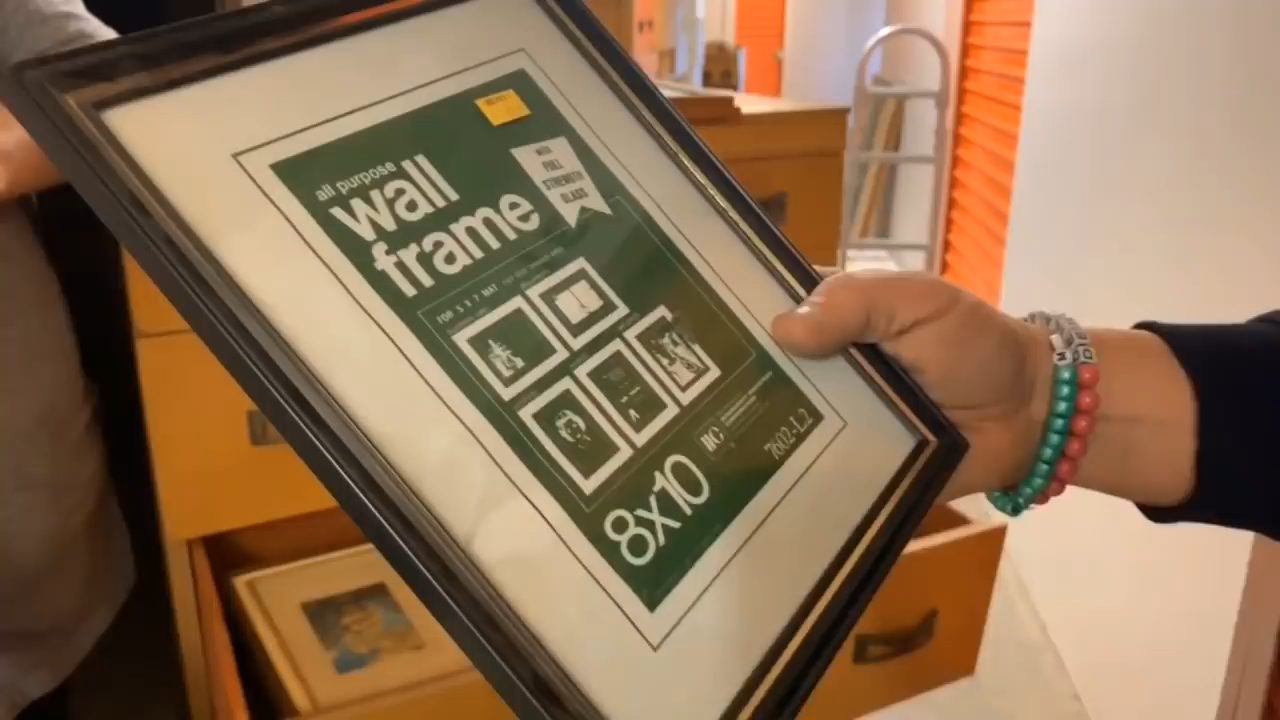 all purpose
wall
frame
WITH
FULL
STRENGTH
GLASS
FOR 5 X 7 MAT
8x10
7602-L2